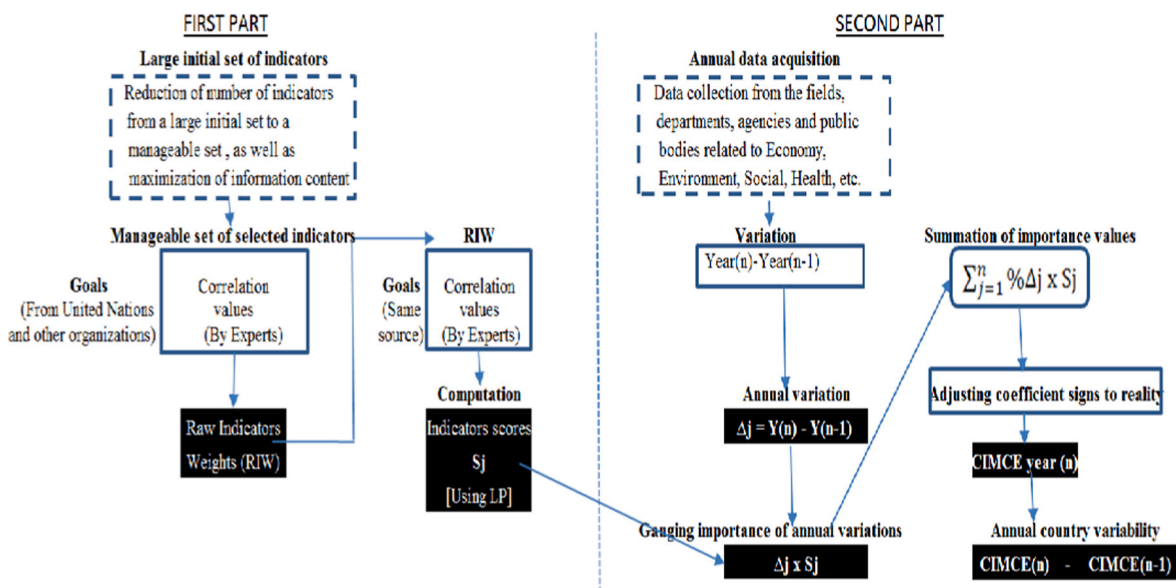 FIRST PART
Large initial set of indicators
Reduction of number of indicators
from a large initial set to a
manageable set , as well as
maximization of information content
Manageable set of selected indicators
Goals
(From United Nations
and other organizations)
Correlation
values
(By Experts)
Raw Indicators
Weights (RIW)
RIW
Goals
(Same
source)
Correlation
values
(By Experts)
Computation
Indicators scores
Sj
[Using LP]
SECOND PART
Annual data acquisition
Data collection from the fields,
departments, agencies and public
bodies related to Economy,
Environment, Social, Health, etc.
Variation
Year(n)-Year(n-1)
Annual variation
Δj = Y(n) - Y(n-1)
Ganging importance of annual variations
Δj x Sj
Summation of importance values
∑ⁿⱼ₌₁ %Δj x Sj
Adjusting coefficient signs to reality
CIMCE year (n)
Annual country variability
CIMCE(n) - CIMCE(n-1)